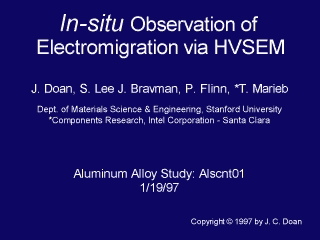 In-situ Observation of
Electromigration via HVSEM
J. Doan, S. Lee J. Bravman, P. Flinn, *T. Marieb
Dept. of Materials Science & Engineering, Stanford University
*Components Research, Intel Corporation - Santa Clara
Aluminum Alloy Study: Alscnt01
1/19/97
Copyright © 1997 by J. C. Doan